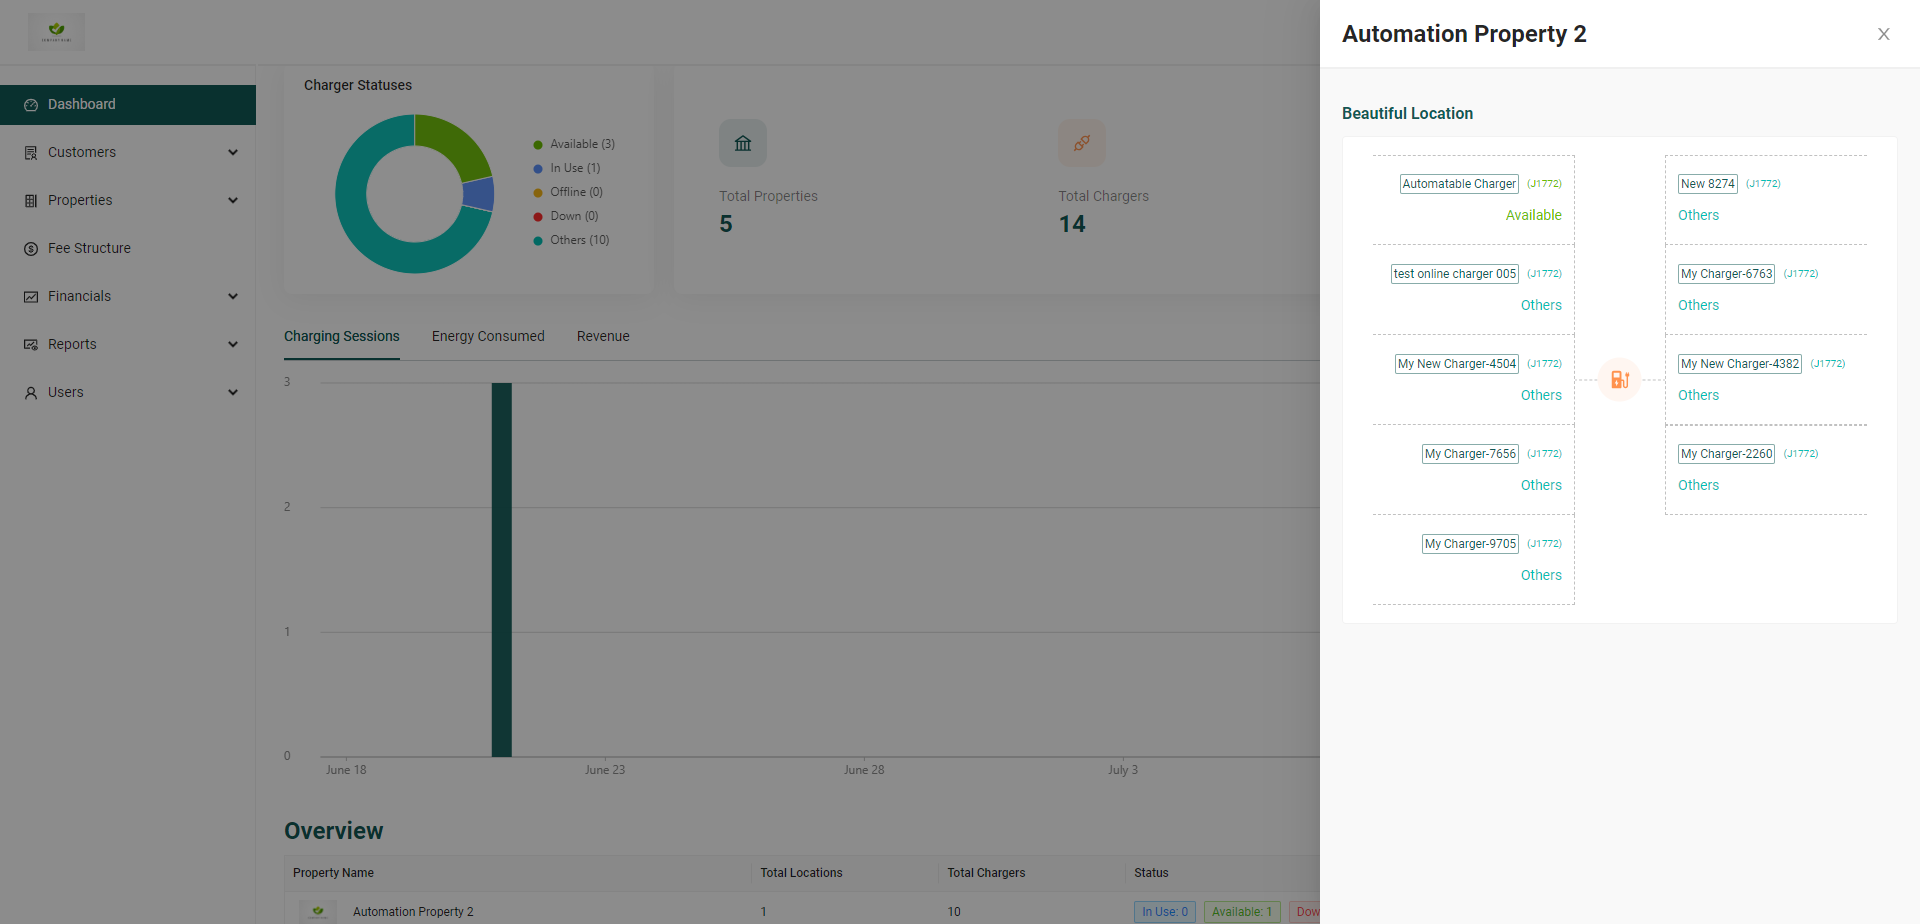 Automation Property 2
Charger Statuses
Available (3)
In Use (1)
Offline (0)
Down (0)
Others (10)
Total Properties
5
Total Chargers
14
Dashboard
Customers
Properties
Fee Structure
Financials
Reports
Users
Charging Sessions Energy Consumed Revenue
3
2
1
0
June 18 June 23 June 28 July 3
Overview
Property Name Total Locations Total Chargers Status
Automation Property 2 1 10 In Use: 0 Available: 1 Dow
Beautiful Location
Automatable Charger (J1772)
Available
test online charger 005 (J1772)
Others
My New Charger-4504 (J1772)
Others
My Charger-7656 (J1772)
Others
My Charger-9705 (J1772)
Others
New 8274 (J1772)
Others
My Charger-6763 (J1772)
Others
My New Charger-4382 (J1772)
Others
My Charger-2260 (J1772)
Others